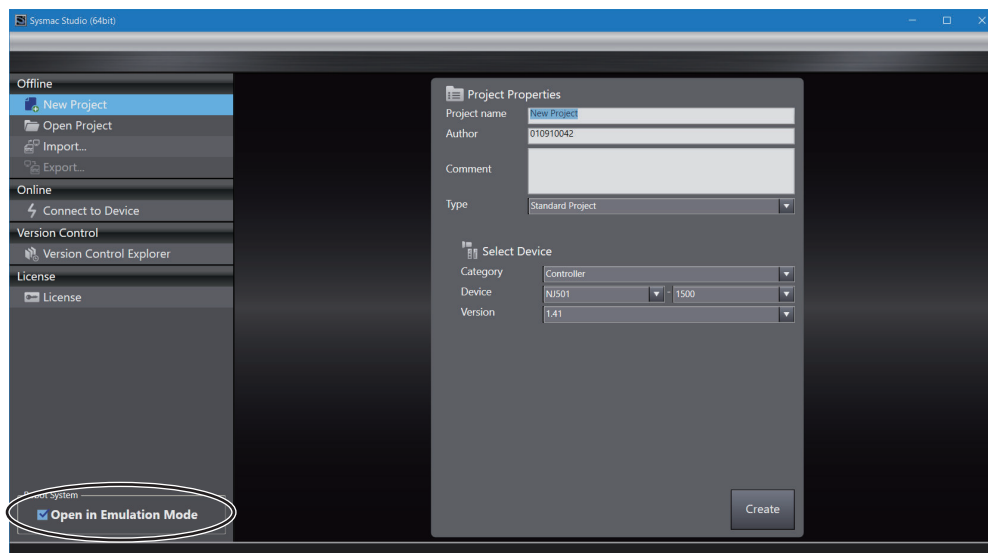 Sysmac Studio (64bit)
Offline
New Project
Open Project
Import...
Export...
Online
Connect to Device
Version Control
Version Control Explorer
License
License
Robot System
Open in Emulation Mode
Project Properties
Project name New Project
Author 010910042
Comment
Type Standard Project
Select Device
Category Controller
Device NJ501 - 1500
Version 1.41
Create